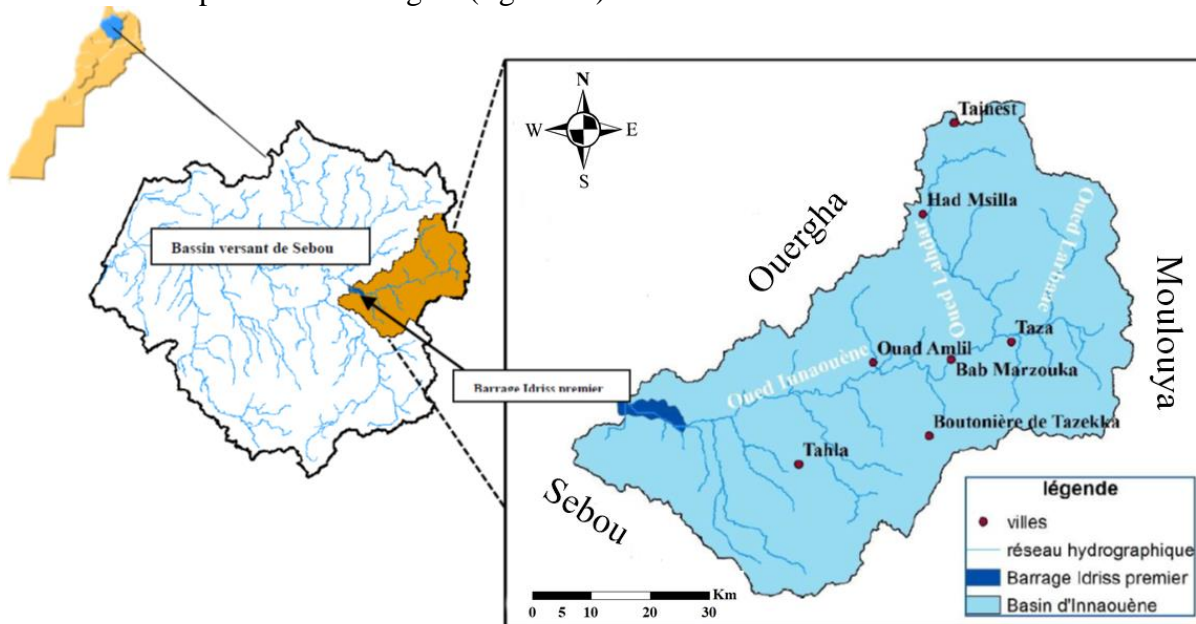 N
W E
S
Bassin versant de Sebou
Barrage Idriss premier
Tainest
Had Msilla
Ouergha
Oued Lahdar
Oued Larbaae
Moulouya
Taza
Ouad Amlil
Bab Marzouka
Oued Innaouène
Boutonière de Tazekka
Tahla
Sebou
légende
villes
réseau hydrographique
Barrage Idriss premier
Basin d'Innaouène
Km
0 5 10 20 30